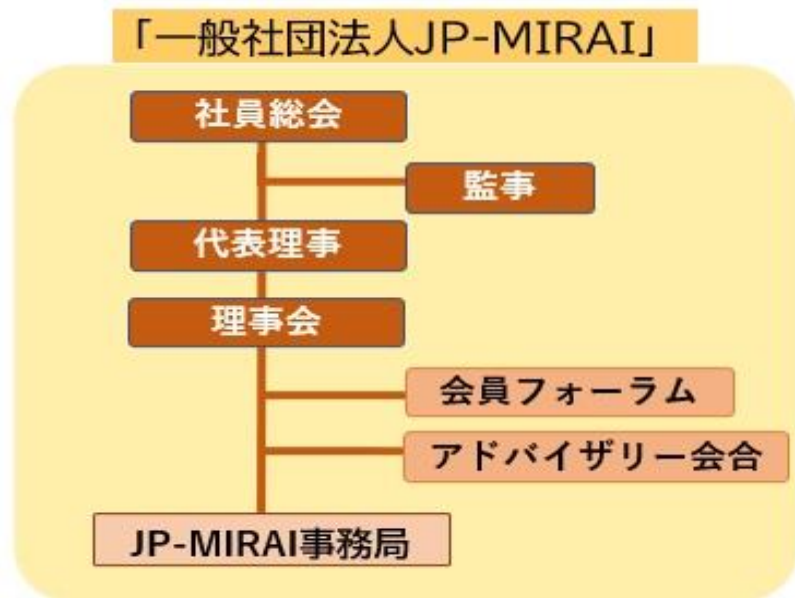 「一般社団法人JP-MIRAI」
社員総会
監事
代表理事
理事会
会員フォーラム
アドバイザリー会合
JP-MIRAI事務局